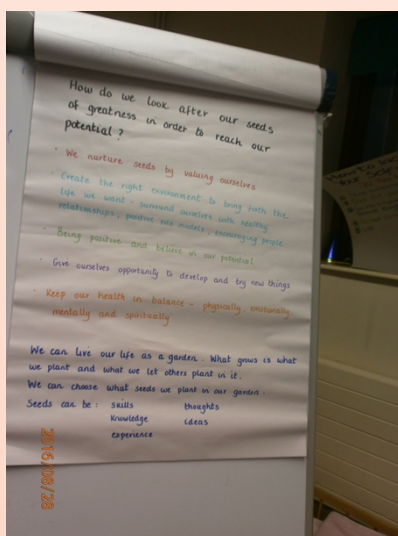 How do we look after our seeds
of greatness in order to reach our
potential?
· We nurture seeds by valuing ourselves
· Create the right environment to bring forth the
life we want - surround ourselves with healthy
relationships, positive role models, encouraging people.
· Being positive and believe in our potential
· Give ourselves opportunity to develop and try new things
· Keep our health in balance - physically, emotionally,
mentally and spiritually
We can live our life as a garden. What grows is what
we plant and what we let others plant in it.
We can choose what seeds we plant in our garden.
Seeds can be: skills thoughts
knowledge ideas
experience
2016/08/28